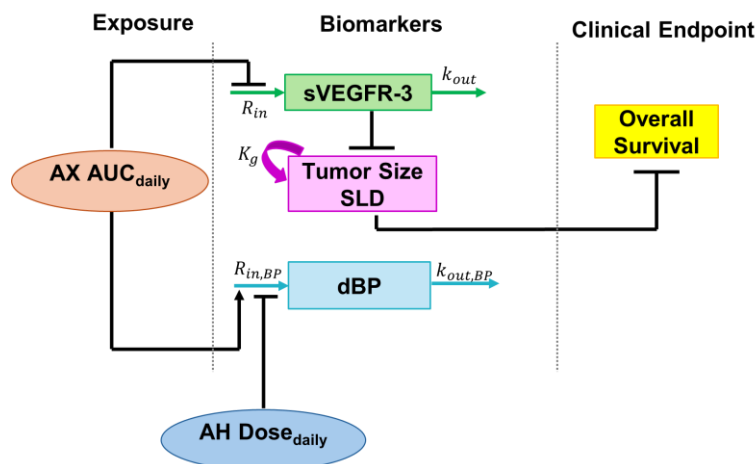 Exposure
Biomarkers
Clinical Endpoint
R_in
sVEGFR-3
k_out
K_g
Tumor Size
SLD
Overall
Survival
AX AUC_daily
R_in,BP
dBP
k_out,BP
AH Dose_daily